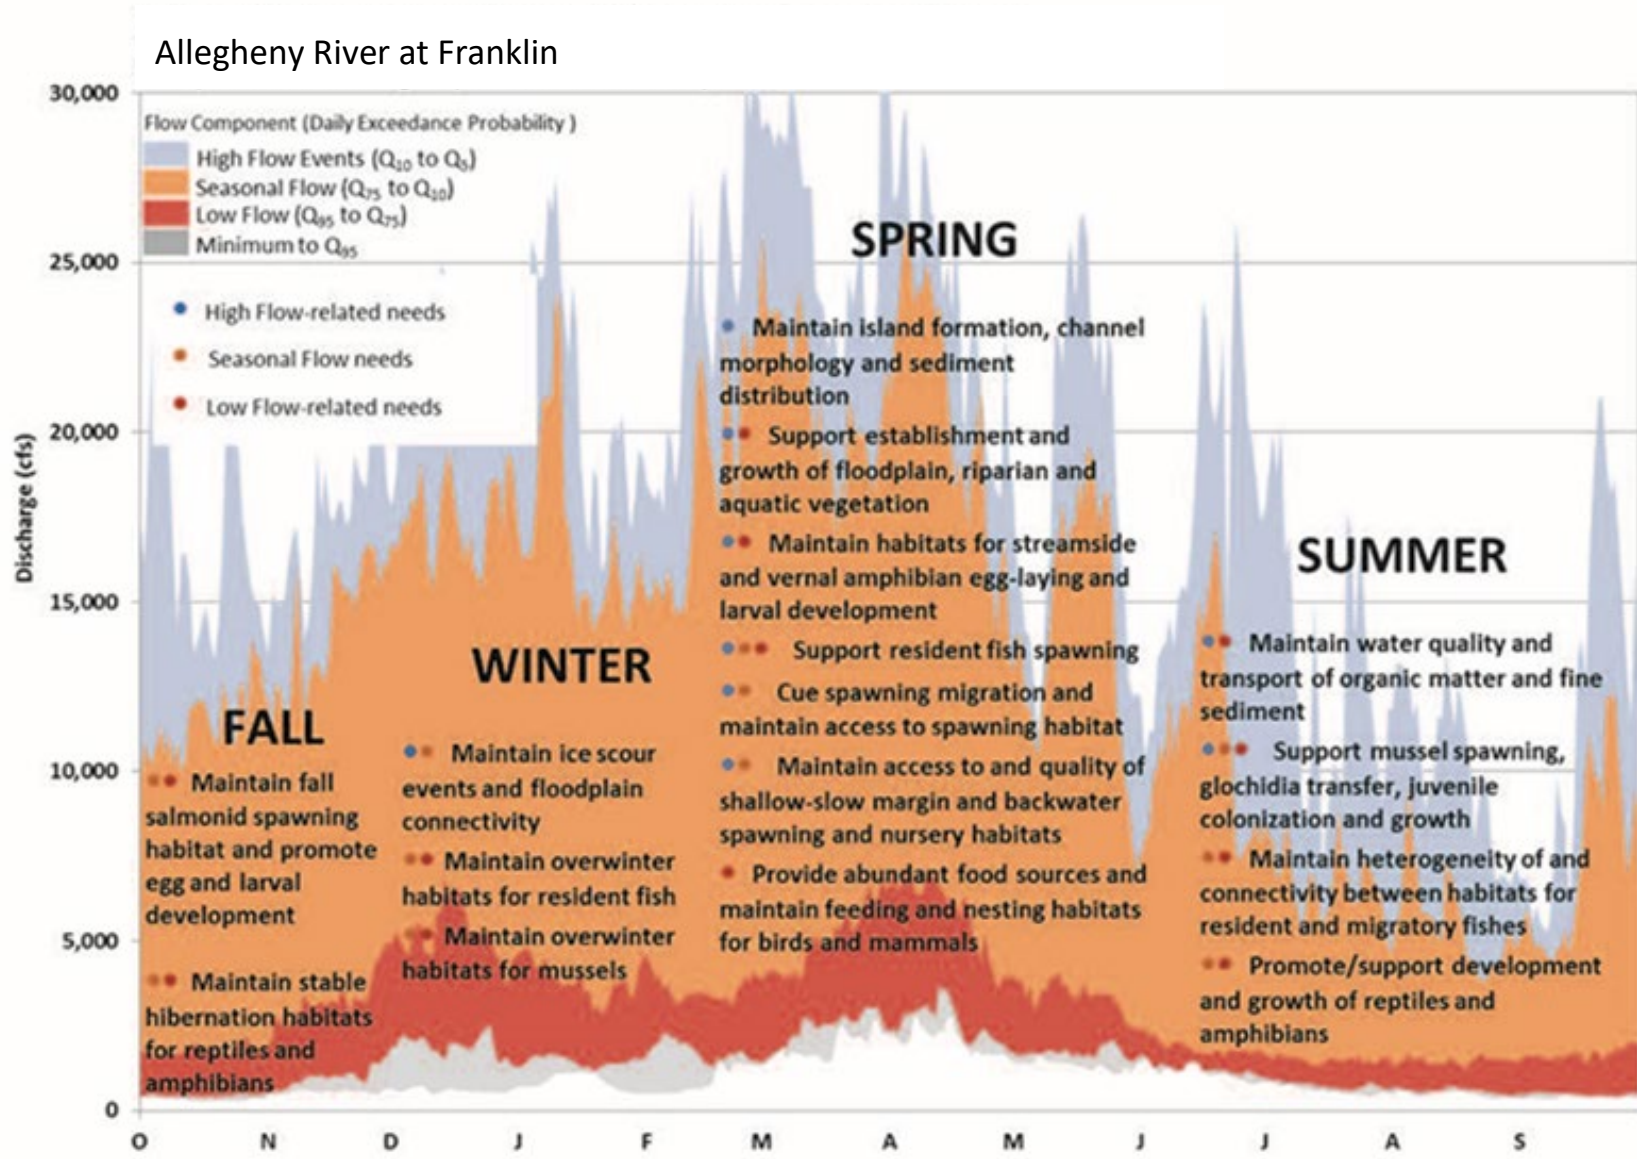 Allegheny River at Franklin
30,000
25,000
20,000
15,000
10,000
5,000
0
Discharge (cfs)
Flow Component (Daily Exceedance Probability )
High Flow Events (Q10 to Q5)
Seasonal Flow (Q75 to Q10)
Low Flow (Q95 to Q75)
Minimum to Q95
High Flow-related needs
Seasonal Flow needs
Low Flow-related needs
FALL
Maintain fall
salmonid spawning
habitat and promote
egg and larval
development
Maintain stable
hibernation habitats
for reptiles and
amphibians
WINTER
Maintain ice scour
events and floodplain
connectivity
Maintain overwinter
habitats for resident fish
Maintain overwinter
habitats for mussels
SPRING
Maintain island formation, channel
morphology and sediment
distribution
Support establishment and
growth of floodplain, riparian and
aquatic vegetation
Maintain habitats for streamside
and vernal amphibian egg-laying and
larval development
Support resident fish spawning
Cue spawning migration and
maintain access to spawning habitat
Maintain access to and quality of
shallow-slow margin and backwater
spawning and nursery habitats
Provide abundant food sources and
maintain feeding and nesting habitats
for birds and mammals
SUMMER
Maintain water quality and
transport of organic matter and fine
sediment
Support mussel spawning,
glochidia transfer, juvenile
colonization and growth
Maintain heterogeneity of and
connectivity between habitats for
resident and migratory fishes
Promote/support development
and growth of reptiles and
amphibians
O N D J F M A M J J A S